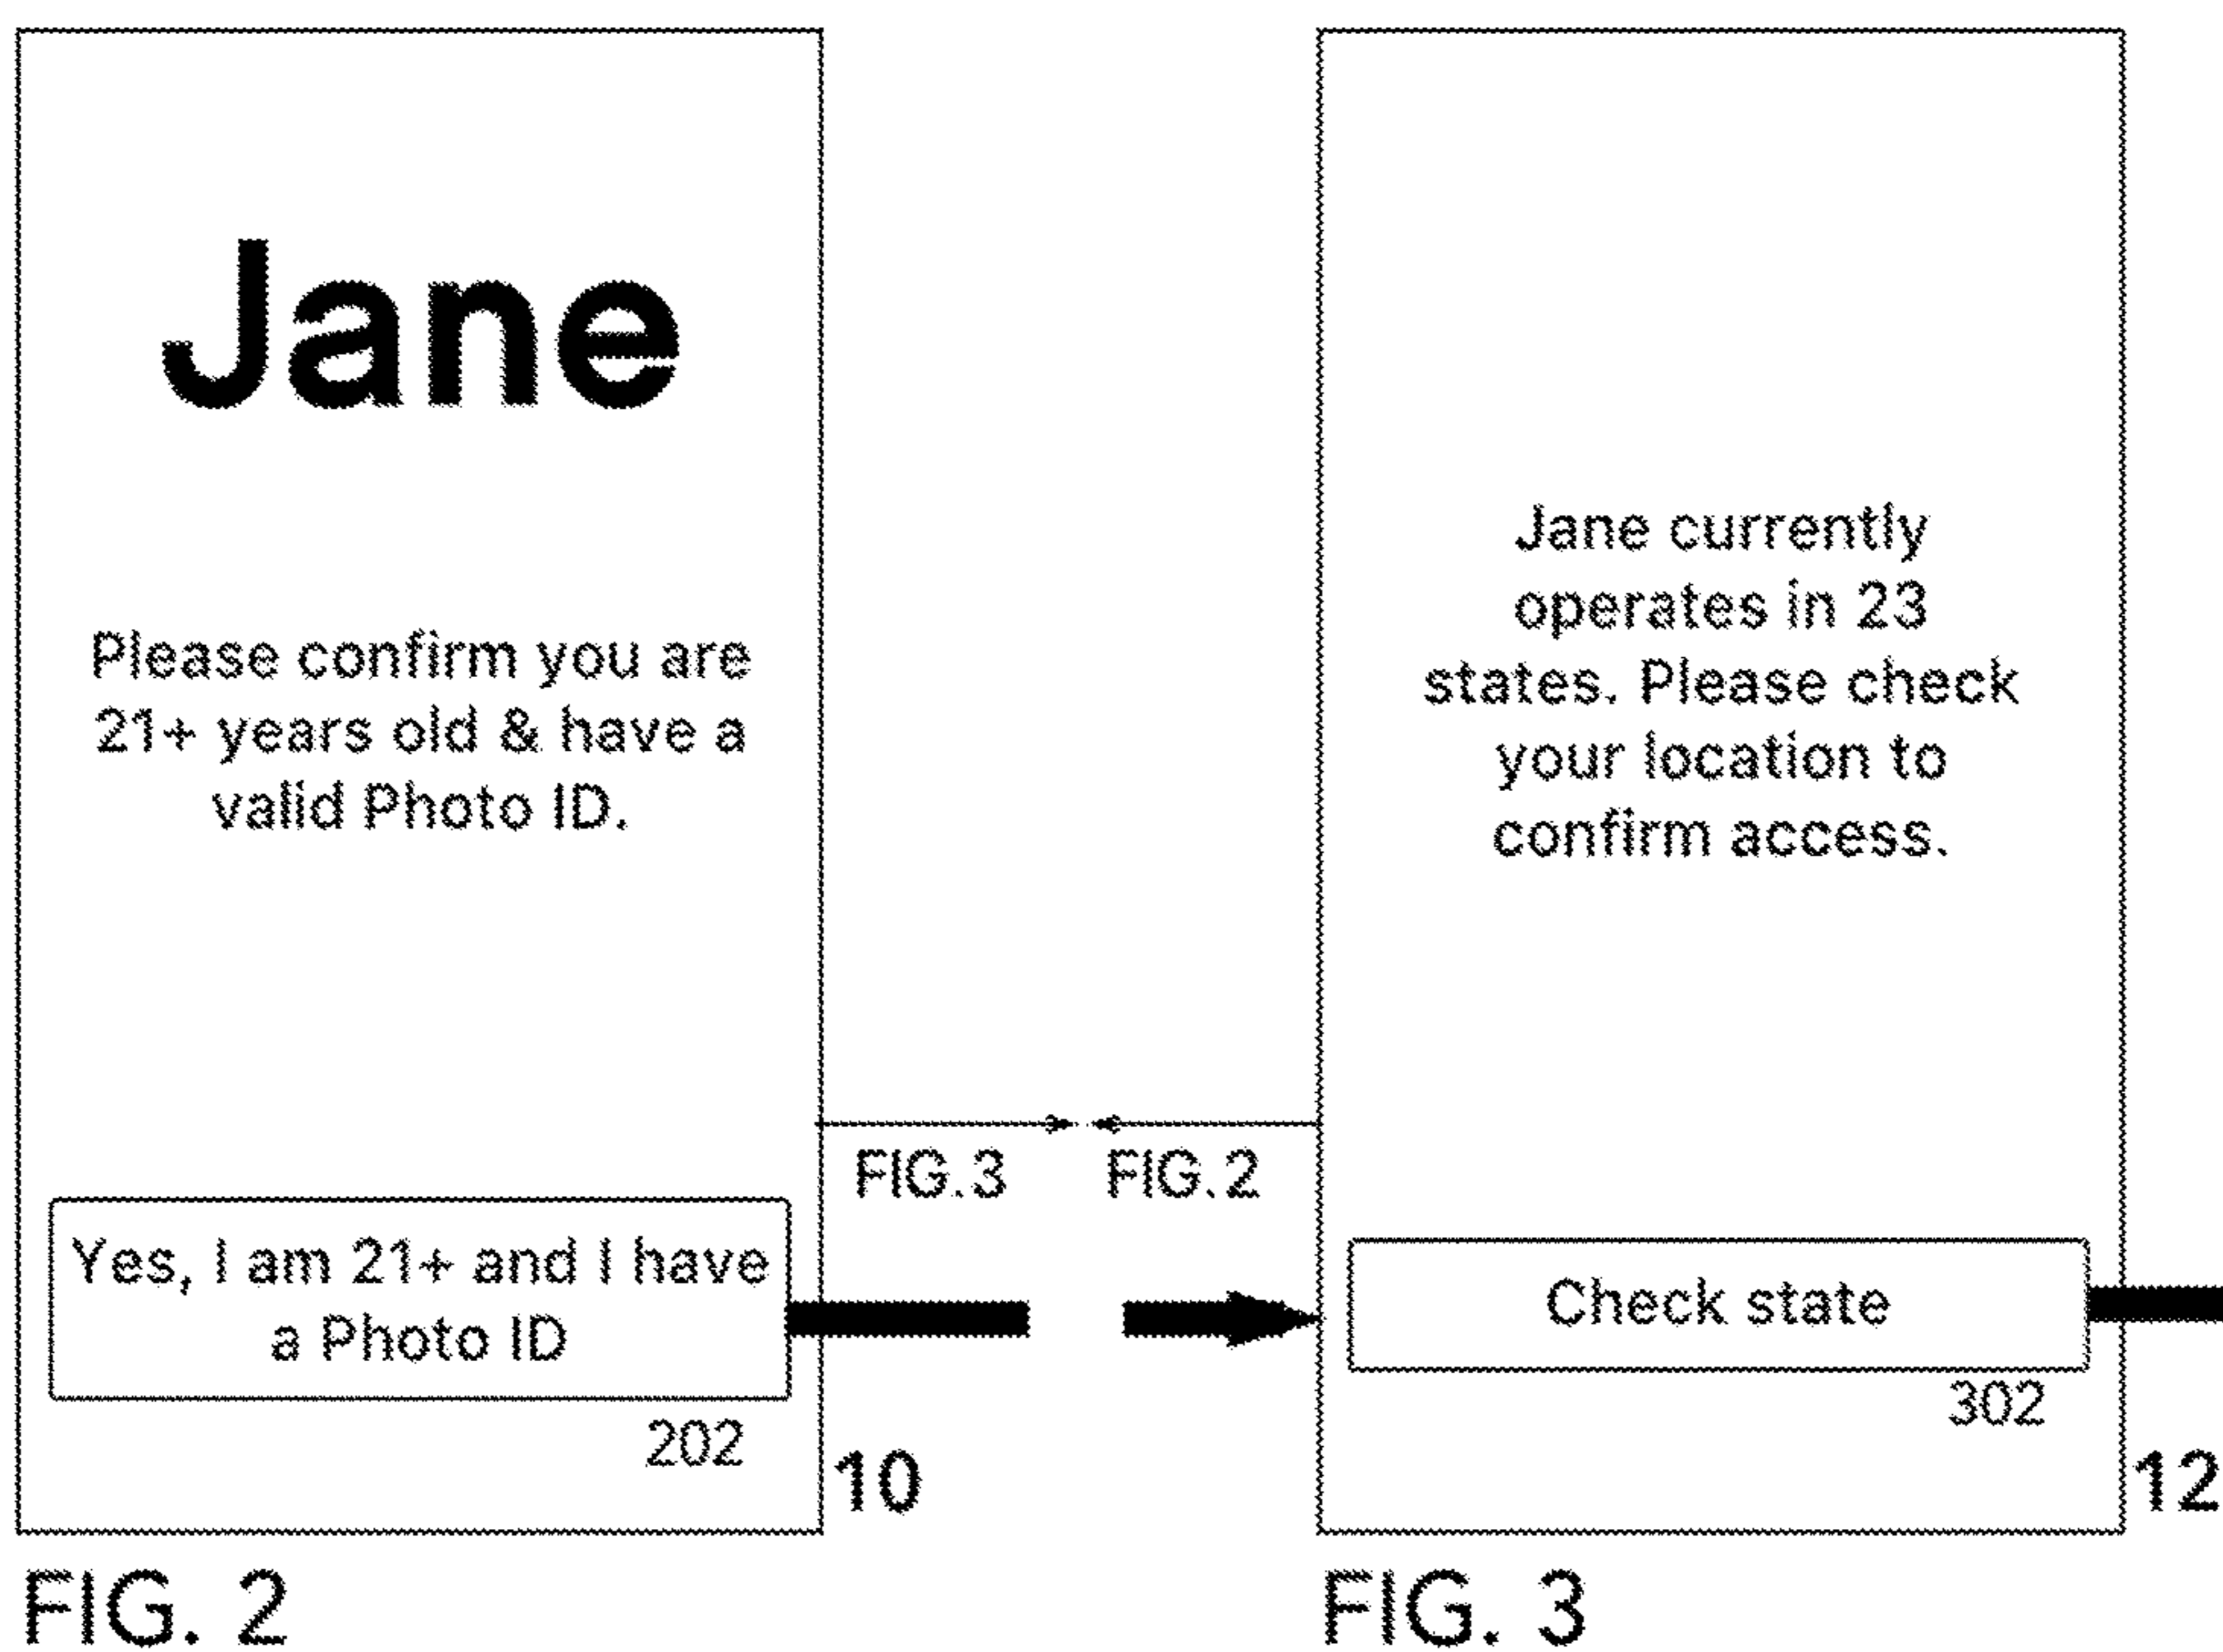 Jane
Please confirm you are
21+ years old & have a
valid Photo ID.
Yes, I am 21+ and I have
a Photo ID
202
10
FIG. 2
FIG.3
FIG.2
Jane currently
operates in 23
states. Please check
your location to
confirm access.
Check state
302
12
FIG. 3